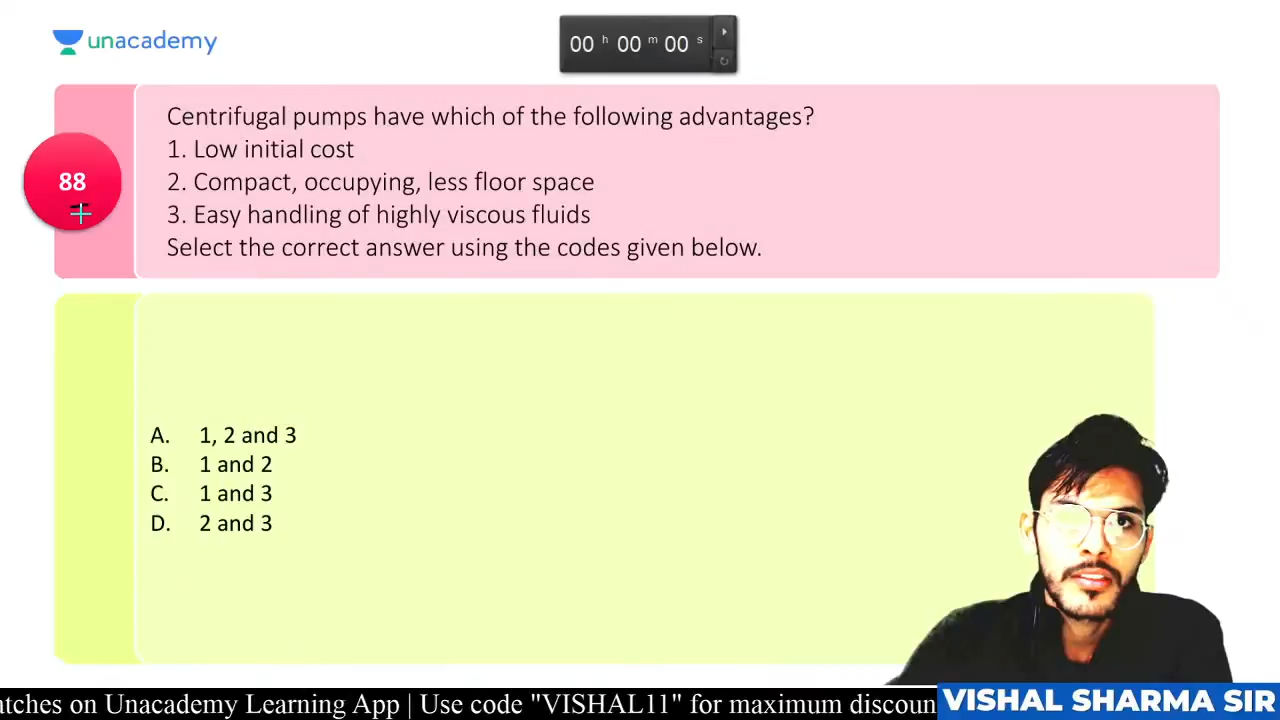 unacademy
00 h 00 m 00 s
Centrifugal pumps have which of the following advantages?
1. Low initial cost
2. Compact, occupying, less floor space
3. Easy handling of highly viscous fluids
Select the correct answer using the codes given below.
88
A. 1, 2 and 3
B. 1 and 2
C. 1 and 3
D. 2 and 3
on Unacademy Learning App | Use code "VISHAL11" for maximum
VISHAL SHARMA SIR